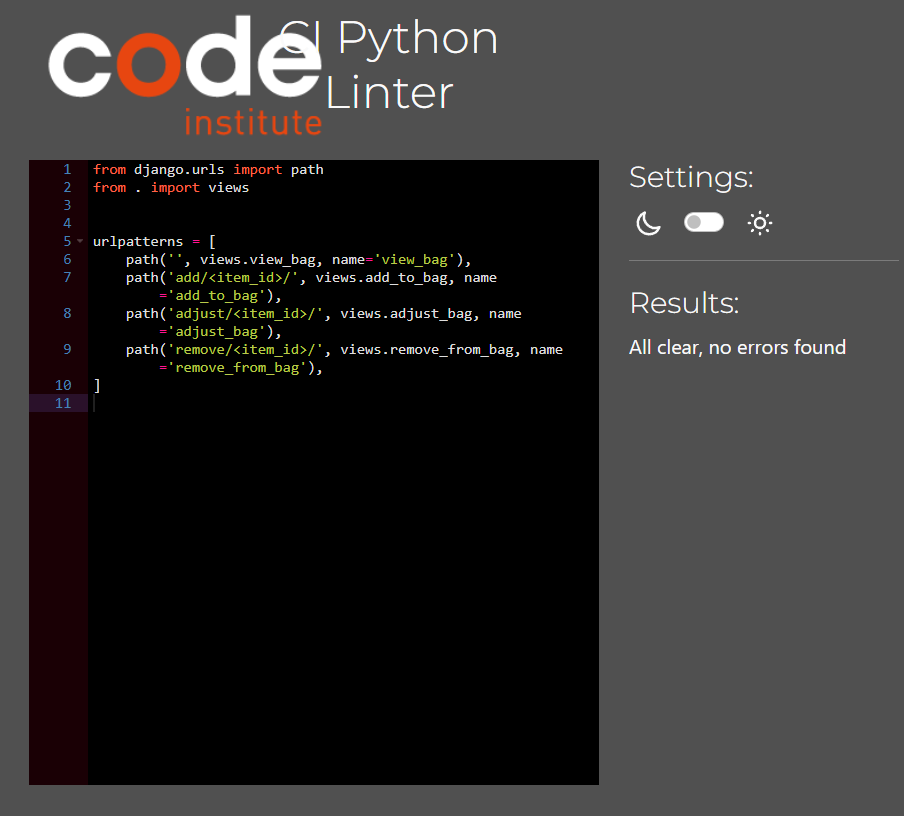 code
institute
CI Python
Linter
1 from django.urls import path
2 from . import views
3
4
5 urlpatterns = [
6     path('', views.view_bag, name='view_bag'),
7     path('add/<item_id>/', views.add_to_bag, name
        ='add_to_bag'),
8     path('adjust/<item_id>/', views.adjust_bag, name
        ='adjust_bag'),
9     path('remove/<item_id>/', views.remove_from_bag, name
        ='remove_from_bag'),
10 ]
11
Settings:
Results:
All clear, no errors found